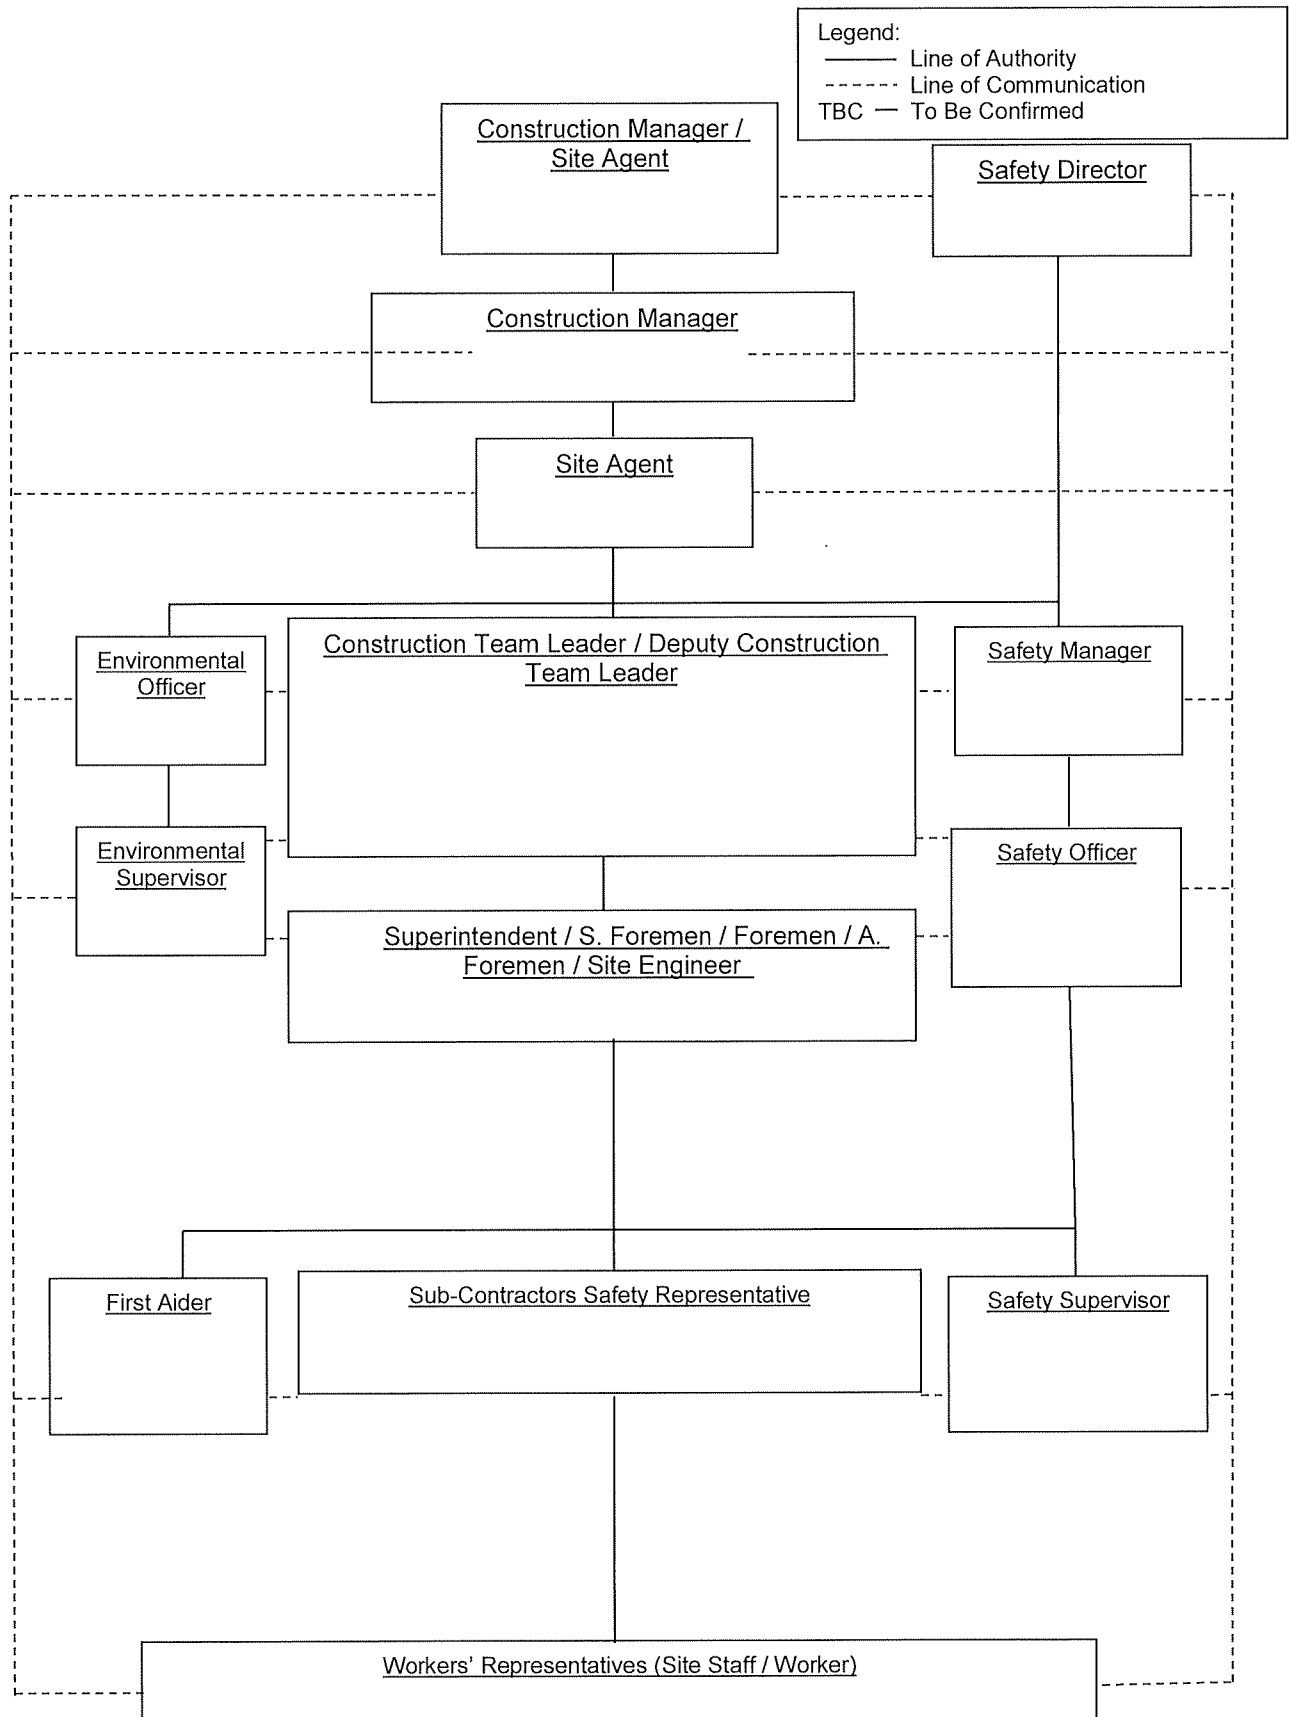 Legend:
Line of Authority
Line of Communication
TBC — To Be Confirmed
Construction Manager /
Site Agent
Safety Director
Construction Manager
Site Agent
Environmental
Officer
Construction Team Leader / Deputy Construction
Team Leader
Safety Manager
Environmental
Supervisor
Safety Officer
Superintendent / S. Foremen / Foremen / A.
Foremen / Site Engineer
First Aider
Sub-Contractors Safety Representative
Safety Supervisor
Workers' Representatives (Site Staff / Worker)